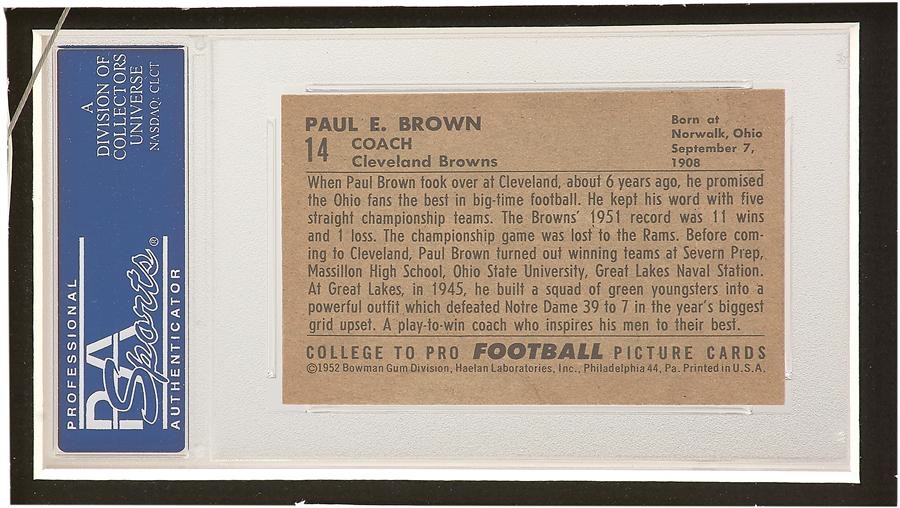 A
DIVISION OF
COLLECTORS
UNIVERSE
NASDAQ: CLCT
PROFESSIONAL
PSA
Sports®
AUTHENTICATOR
PAUL E. BROWN
14 COACH
Cleveland Browns
Born at
Norwalk, Ohio
September 7,
1908
When Paul Brown took over at Cleveland, about 6 years ago, he promised
the Ohio fans the best in big-time football. He kept his word with five
straight championship teams. The Browns' 1951 record was 11 wins
and 1 loss. The championship game was lost to the Rams. Before com-
ing to Cleveland, Paul Brown turned out winning teams at Severn Prep,
Massillon High School, Ohio State University, Great Lakes Naval Station.
At Great Lakes, in 1945, he built a squad of green youngsters into a
powerful outfit which defeated Notre Dame 39 to 7 in the year's biggest
grid upset. A play-to-win coach who inspires his men to their best.
COLLEGE TO PRO FOOTBALL PICTURE CARDS
©1952 Bowman Gum Division, Haelan Laboratories, Inc., Philadelphia 44, Pa. Printed in U.S.A.